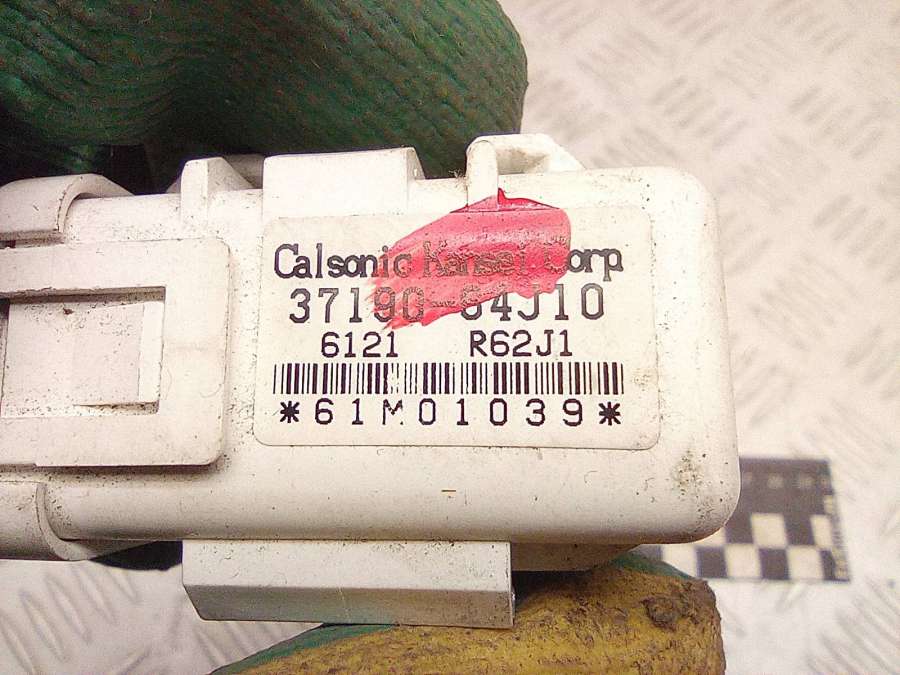 Calsonic Kansei Corp
37190-64J10
6121 R62J1
*61M01039*